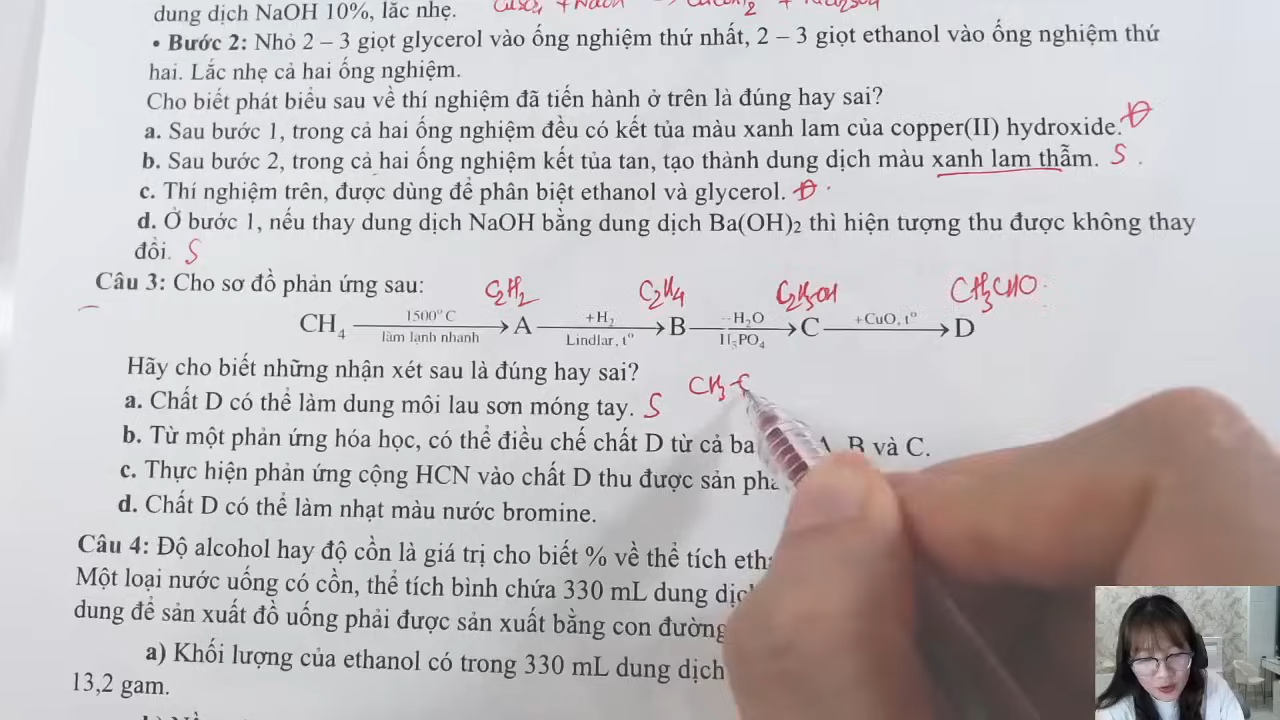 dung dịch NaOH 10%, lắc nhẹ.
• Bước 2: Nhỏ 2 – 3 giọt glycerol vào ống nghiệm thứ nhất, 2 – 3 giọt ethanol vào ống nghiệm thứ
hai. Lắc nhẹ cả hai ống nghiệm.
Cho biết phát biểu sau về thí nghiệm đã tiến hành ở trên là đúng hay sai?
a. Sau bước 1, trong cả hai ống nghiệm đều có kết tủa màu xanh lam của copper(II) hydroxide. Đ
b. Sau bước 2, trong cả hai ống nghiệm kết tủa tan, tạo thành dung dịch màu xanh lam thẫm. S
c. Thí nghiệm trên, được dùng để phân biệt ethanol và glycerol. Đ
d. Ở bước 1, nếu thay dung dịch NaOH bằng dung dịch Ba(OH)₂ thì hiện tượng thu được không thay
đổi. S
Câu 3: Cho sơ đồ phản ứng sau:
C₂H₂ C₂H₄ C₂H₅OH CH₃CHO
1500°C +H₂ H₂O +CuO, t°
CH₄ → A → B → C → D
làm lạnh nhanh Lindlar, t° H₃PO₄
Hãy cho biết những nhận xét sau là đúng hay sai?
CH₃ –
a. Chất D có thể làm dung môi lau sơn móng tay. S
b. Từ một phản ứng hóa học, có thể điều chế chất D từ cả ba A, B và C.
c. Thực hiện phản ứng cộng HCN vào chất D thu được sản
d. Chất D có thể làm nhạt màu nước bromine.
Câu 4: Độ alcohol hay độ cồn là giá trị cho biết % về thể tích
Một loại nước uống có cồn, thể tích bình chứa 330 mL dung
dung để sản xuất đồ uống phải được sản xuất bằng con đường
a) Khối lượng của ethanol có trong 330 mL dung dịch
13,2 gam.